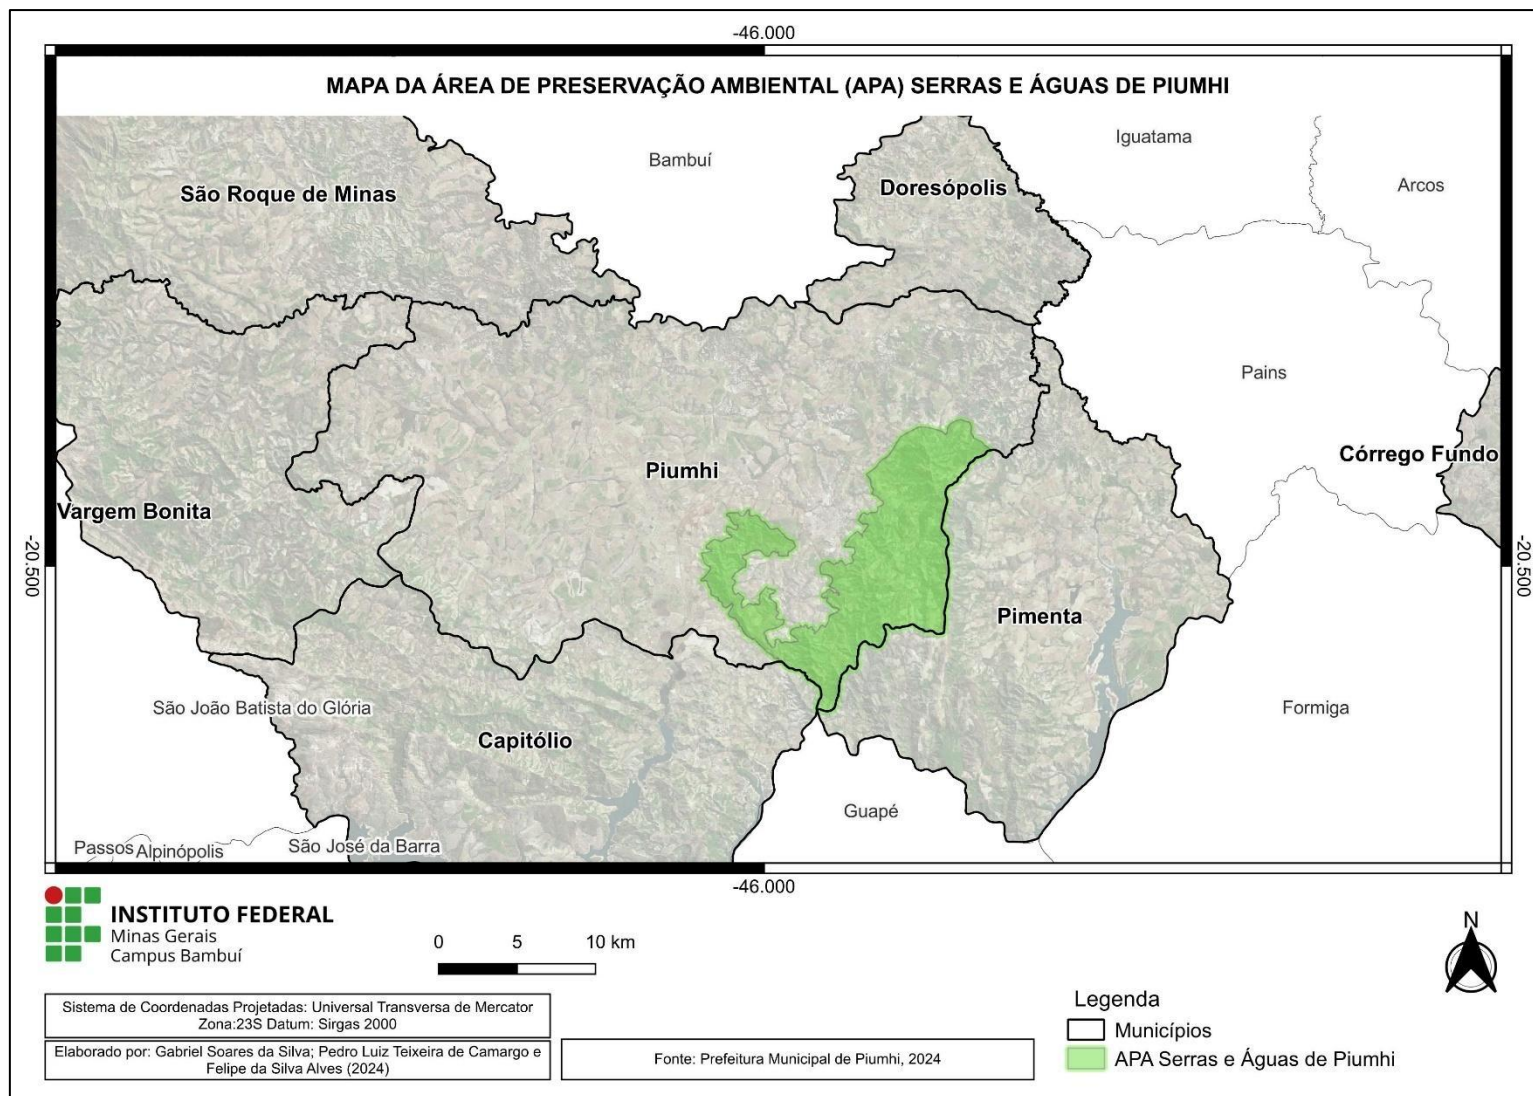 -46.000
MAPA DA ÁREA DE PRESERVAÇÃO AMBIENTAL (APA) SERRAS E ÁGUAS DE PIUMHI
Iguatama
Bambuí
Arcos
Doresópolis
São Roque de Minas
Pains
Córrego Fundo
Piumhi
Vargem Bonita
-20.500
-20.500
Pimenta
São João Batista do Glória
Formiga
Capitólio
Guapé
Passos
Alpinópolis
São José da Barra
-46.000
INSTITUTO FEDERAL
Minas Gerais
Campus Bambuí
0 5 10 km
N
Sistema de Coordenadas Projetadas: Universal Transversa de Mercator
Zona:23S Datum: Sirgas 2000
Elaborado por: Gabriel Soares da Silva; Pedro Luiz Teixeira de Camargo e
Felipe da Silva Alves (2024)
Fonte: Prefeitura Municipal de Piumhi, 2024
Legenda
Municípios
APA Serras e Águas de Piumhi